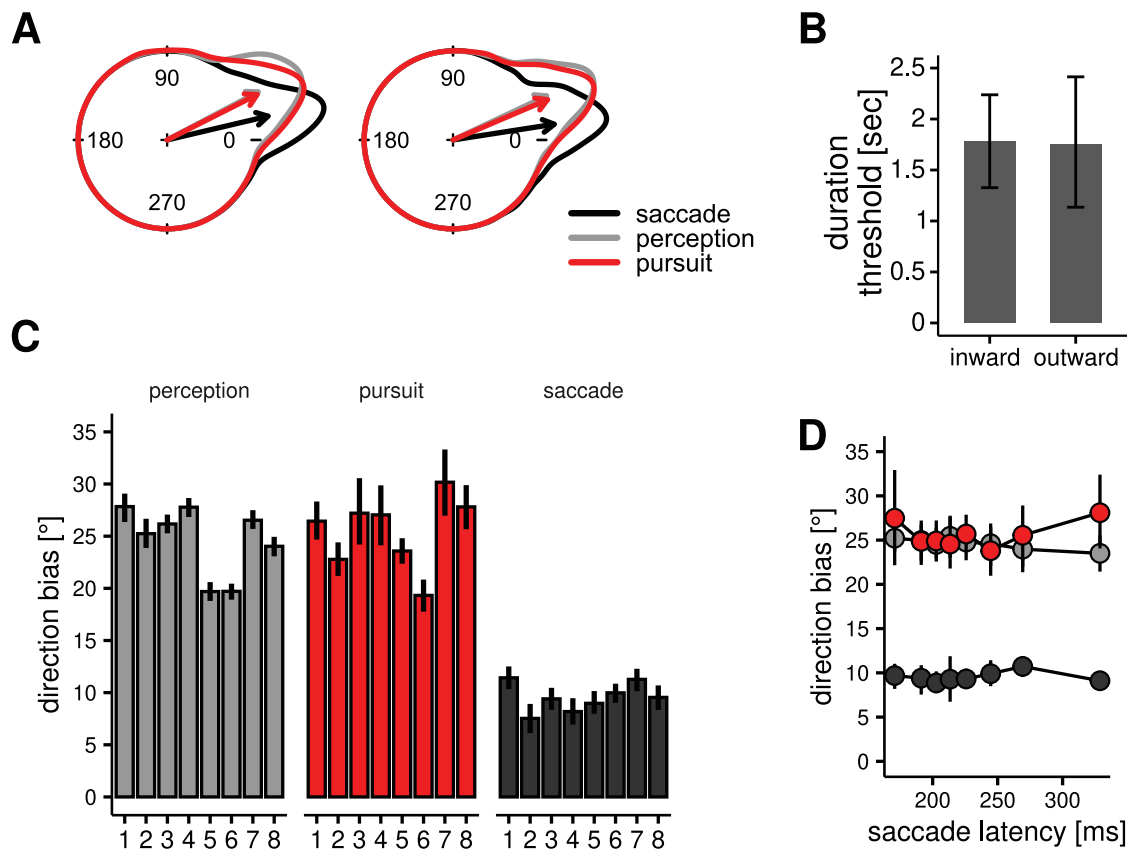 A
90
180
0
270
90
180
0
270
saccade
perception
pursuit
B
duration
threshold [sec]
2.5
2
1.5
1
0.5
0
inward outward
C
perception pursuit saccade
direction bias [°]
35
30
25
20
15
10
5
0
1 2 3 4 5 6 7 8 1 2 3 4 5 6 7 8 1 2 3 4 5 6 7 8
D
direction bias [°]
35
30
25
20
15
10
5
0
200 250 300
saccade latency [ms]